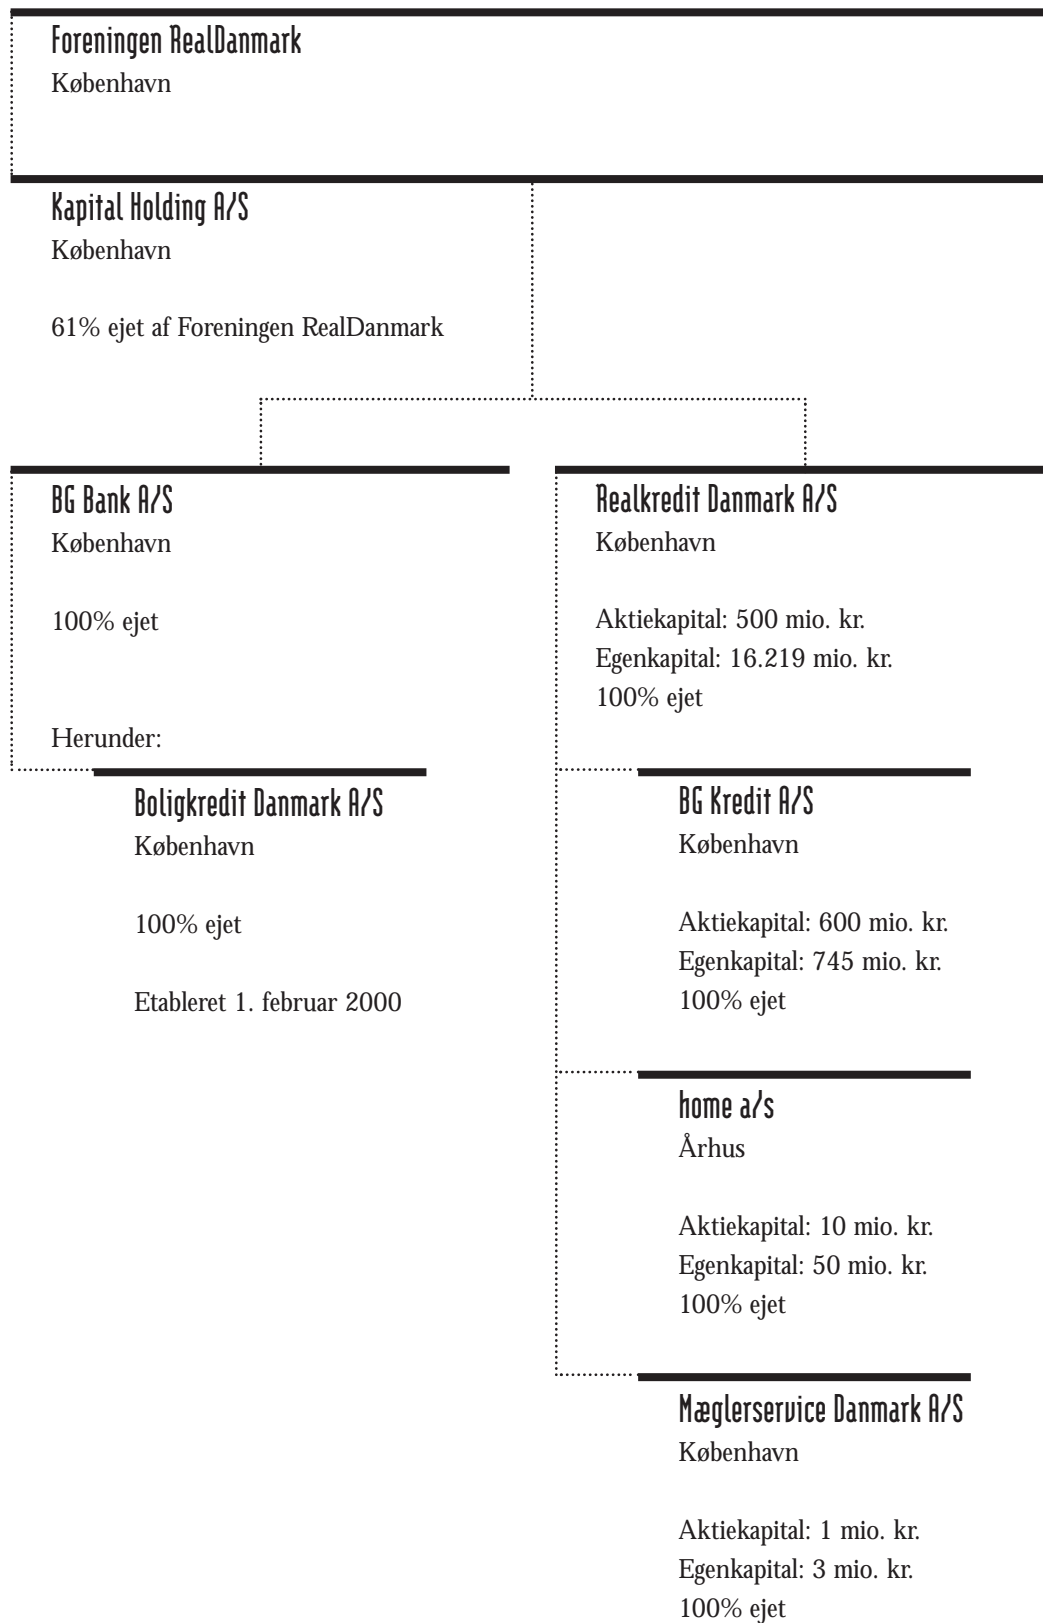 Foreningen RealDanmark
København
Kapital Holding A/S
København
61% ejet af Foreningen RealDanmark
BG Bank A/S
København
100% ejet
Herunder:
Boligkredit Danmark A/S
København
100% ejet
Etableret 1. februar 2000
Realkredit Danmark A/S
København
Aktiekapital: 500 mio. kr.
Egenkapital: 16.219 mio. kr.
100% ejet
BG Kredit A/S
København
Aktiekapital: 600 mio. kr.
Egenkapital: 745 mio. kr.
100% ejet
home a/s
Århus
Aktiekapital: 10 mio. kr.
Egenkapital: 50 mio. kr.
100% ejet
Mæglerservice Danmark A/S
København
Aktiekapital: 1 mio. kr.
Egenkapital: 3 mio. kr.
100% ejet